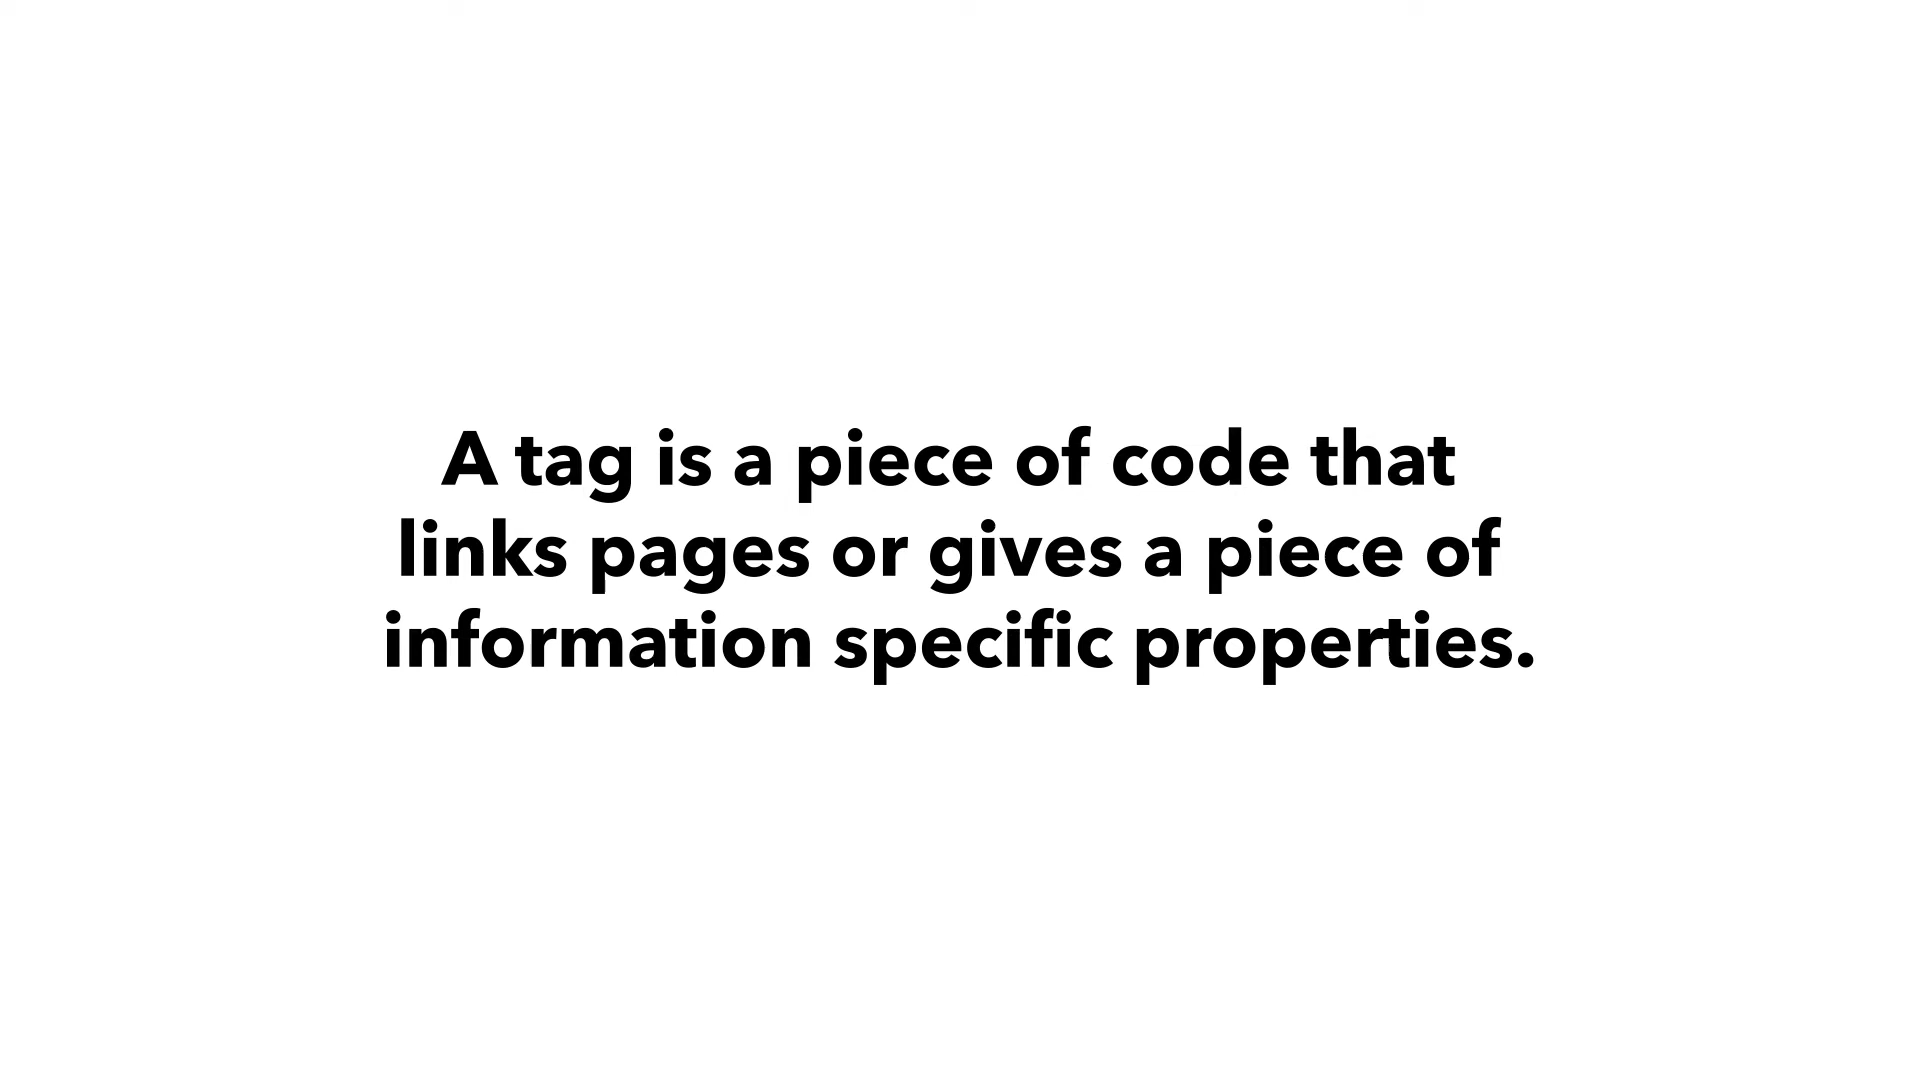 A tag is a piece of code that
links pages or gives a piece of
information specific properties.